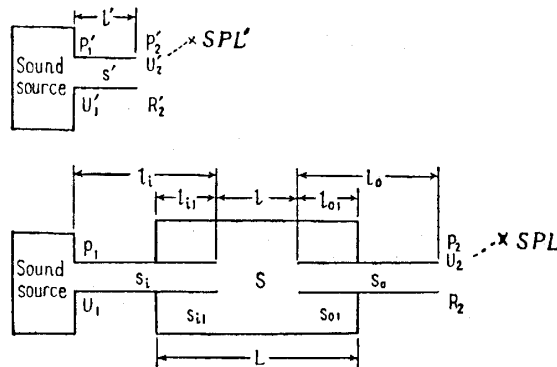 l'
P₁' P₂' SPL'
U₂'
Sound
source
S'
U₁' R₂'
lᵢ lₒ
lᵢ₁ l lₒ₁
P₁ P₂
U₂ SPL
Sound
source
Sᵢ S Sₒ
U₁ Sᵢ₁ Sₒ₁ R₂
L